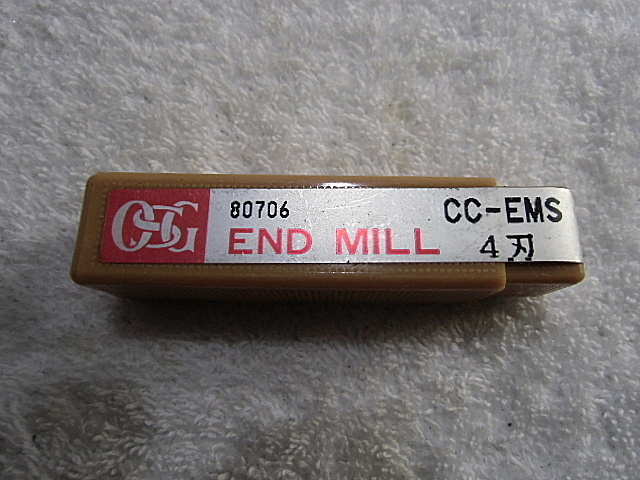 OSG
80706
CC-EMS
END MILL
4刃